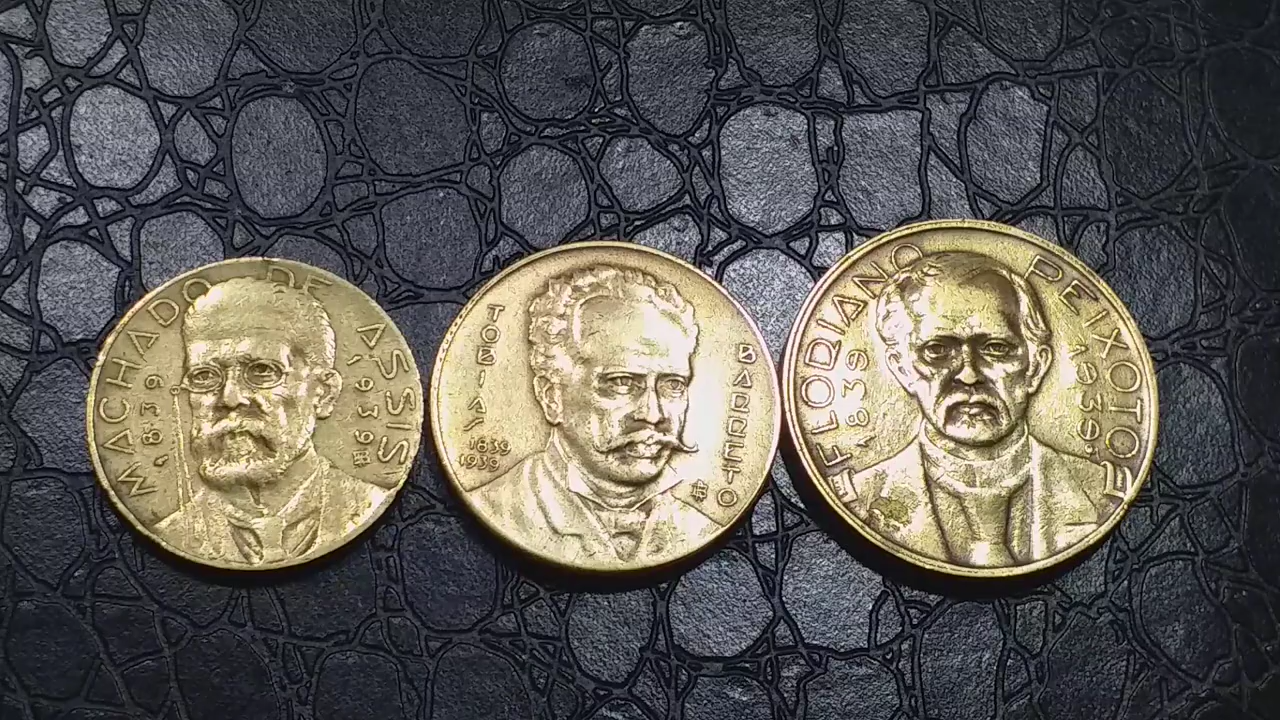 MACHADO DE ASSIS
1839
1939
TOBIAS
BARRETO
1839
1939
FLORIANO PEIXOTO
1839
1939